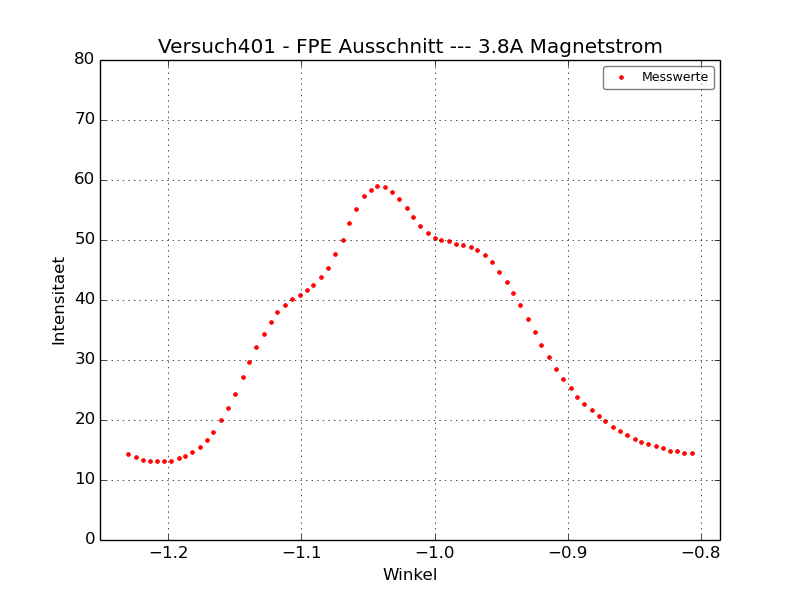 Versuch401 - FPE Ausschnitt --- 3.8A Magnetstrom
Messwerte
80
70
60
50
40
30
20
10
0
Intensitaet
−1.2 −1.1 −1.0 −0.9 −0.8
Winkel